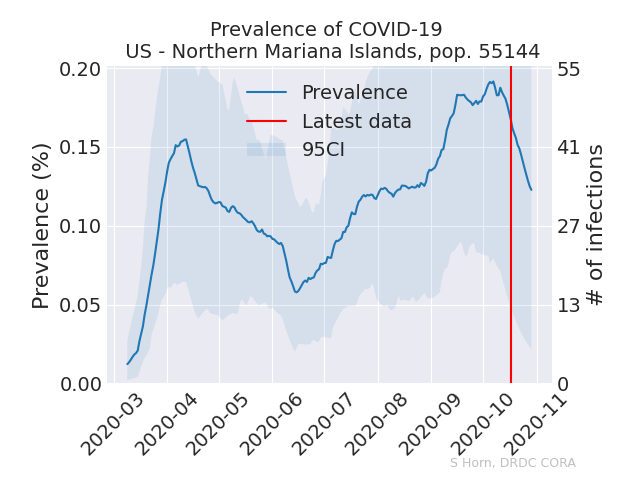 Prevalence of COVID-19
US - Northern Mariana Islands, pop. 55144
0.20
0.15
0.10
0.05
0.00
Prevalence (%)
Prevalence
Latest data
95CI
55
41
27
13
0
# of infections
2020-03
2020-04
2020-05
2020-06
2020-07
2020-08
2020-09
2020-10
2020-11
S Horn, DRDC CORA